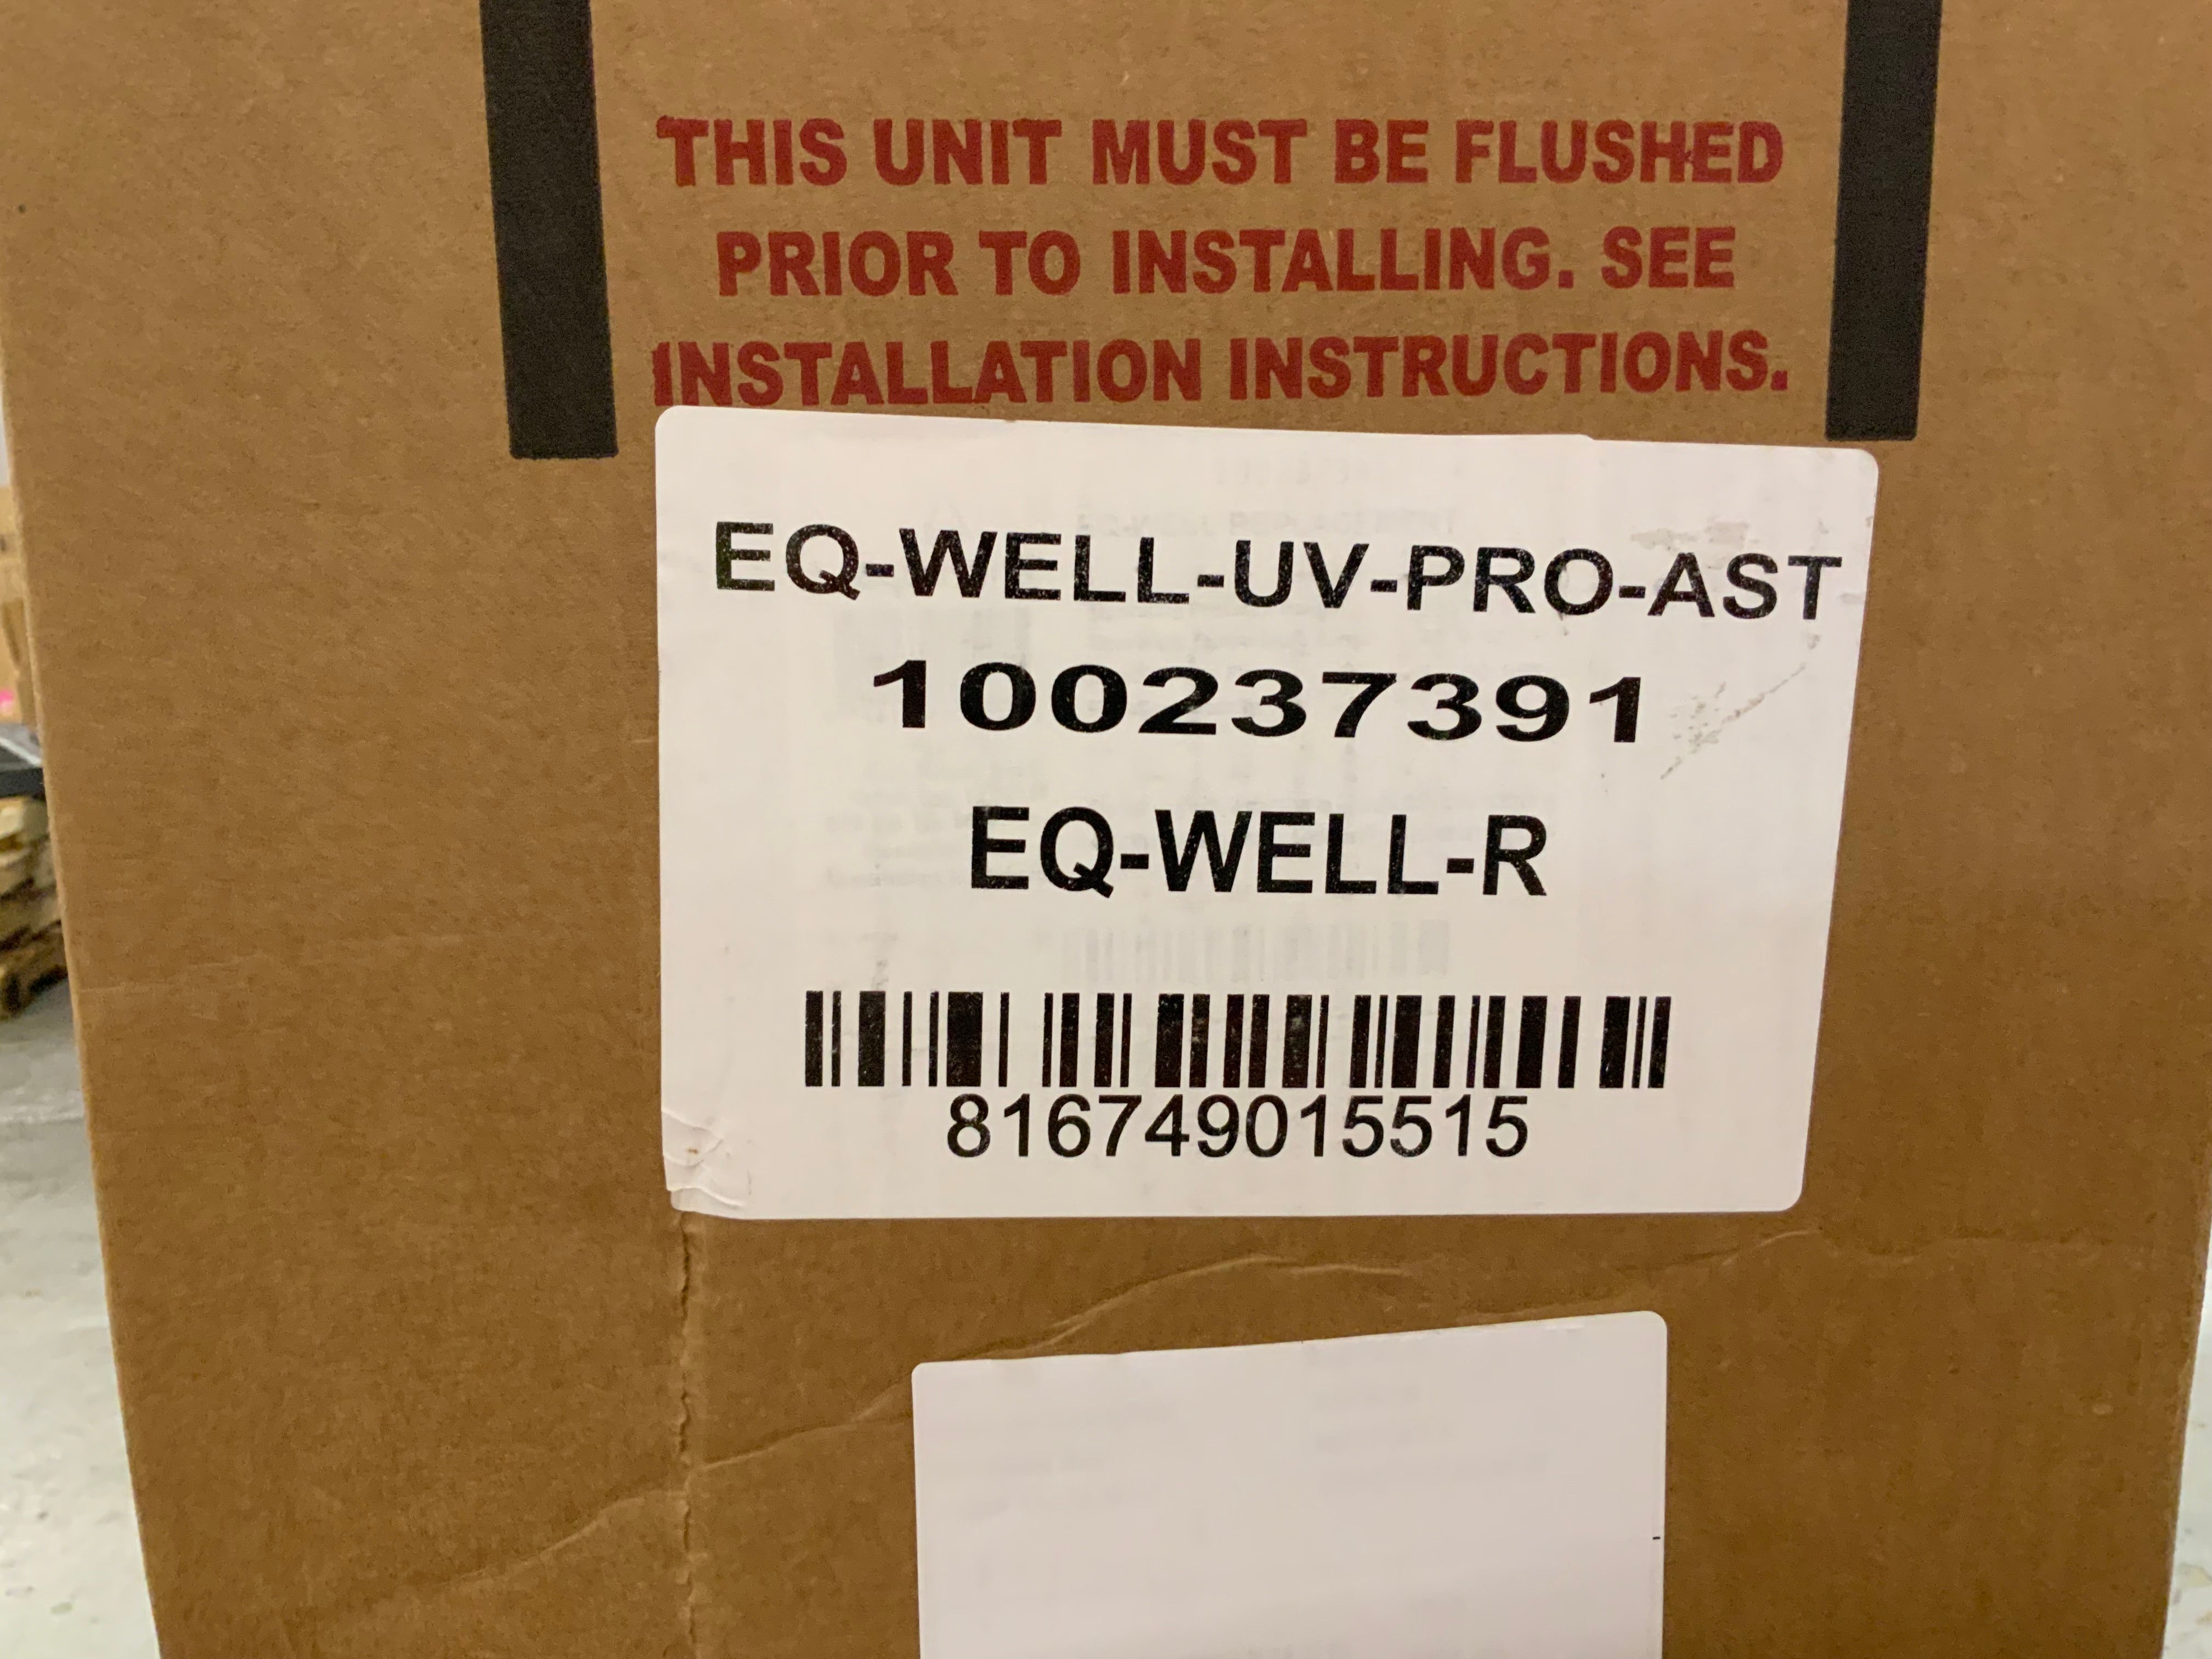 THIS UNIT MUST BE FLUSHED
PRIOR TO INSTALLING. SEE
INSTALLATION INSTRUCTIONS.
EQ-WELL-UV-PRO-AST
100237391
EQ-WELL-R
816749015515